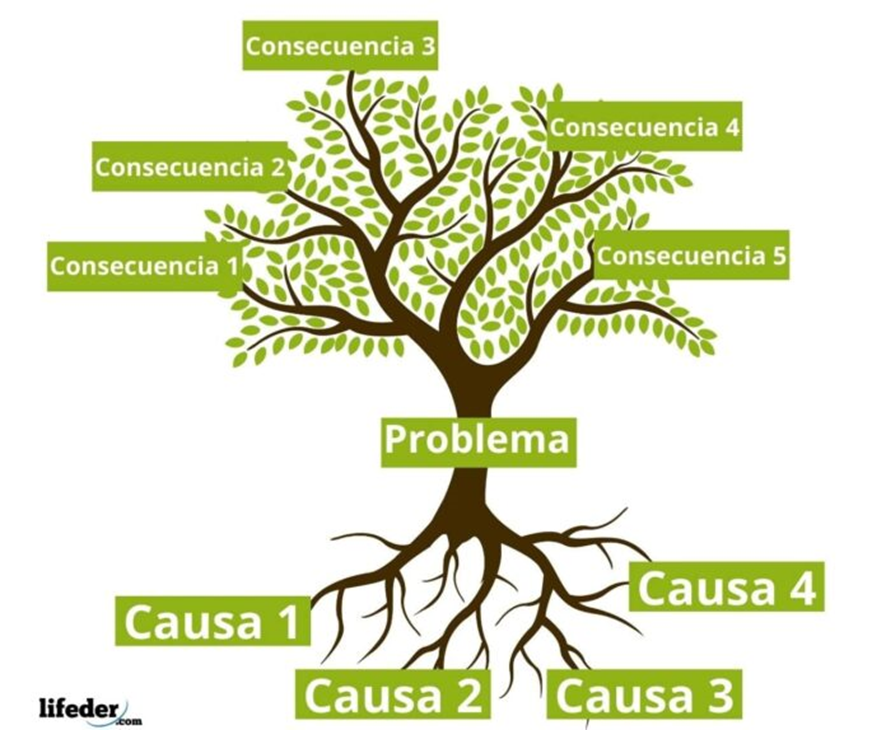 Consecuencia 3
Consecuencia 4
Consecuencia 2
Consecuencia 5
Consecuencia 1
Problema
Causa 4
Causa 1
Causa 2
Causa 3
lifeder
.com